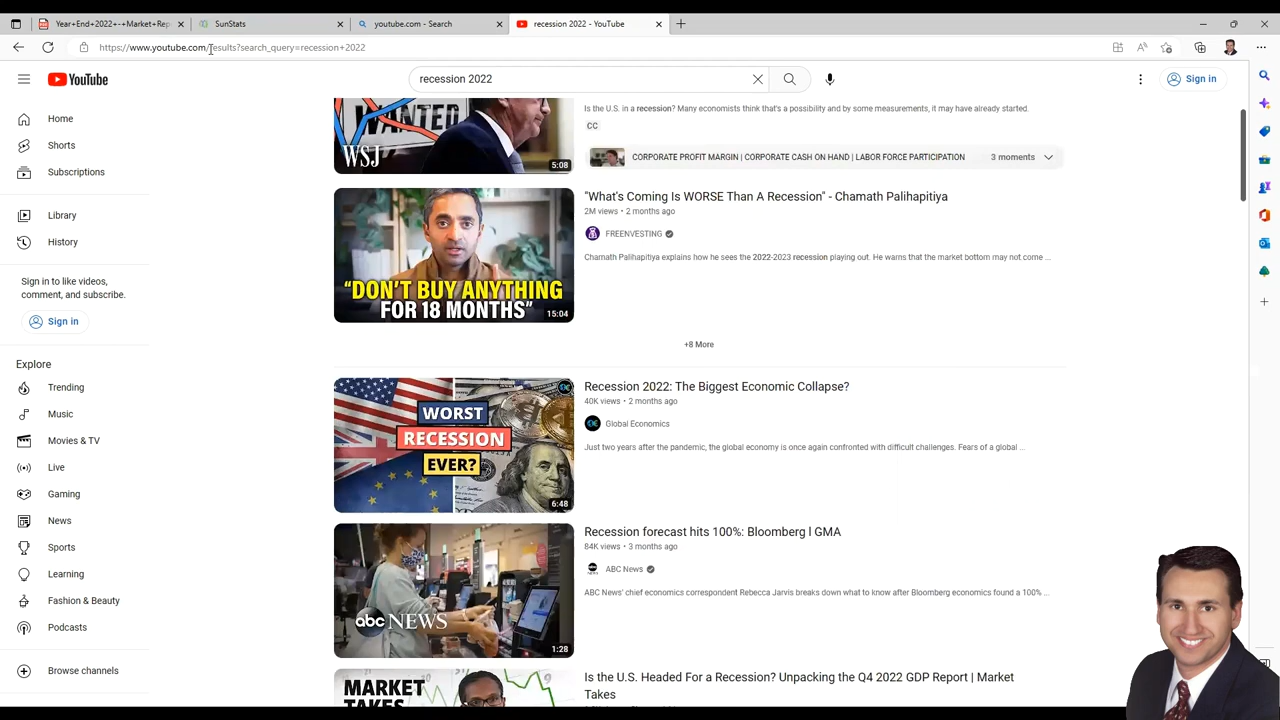 Year+End+2022+-+Market+Rep
SunStats
youtube.com - Search
recession 2022 - YouTube
https://www.youtube.com/results?search_query=recession+2022
YouTube
recession 2022
Sign in
Home
Shorts
Subscriptions
Library
History
Sign in to like videos,
comment, and subscribe.
Sign in
Explore
Trending
Music
Movies & TV
Live
Gaming
News
Sports
Learning
Fashion & Beauty
Podcasts
Browse channels
WANTED
WSJ
5:08
Is the U.S. in a recession? Many economists think that's a possibility and by some measurements, it may have already started.
CC
CORPORATE PROFIT MARGIN | CORPORATE CASH ON HAND | LABOR FORCE PARTICIPATION
3 moments
"DON'T BUY ANYTHING
FOR 18 MONTHS"
15:04
"What's Coming Is WORSE Than A Recession" - Chamath Palihapitiya
2M views • 2 months ago
FREENVESTING
Chamath Palihapitiya explains how he sees the 2022-2023 recession playing out. He warns that the market bottom may not come ...
+8 More
WORST
RECESSION
EVER?
6:48
Recession 2022: The Biggest Economic Collapse?
40K views • 2 months ago
Global Economics
Just two years after the pandemic, the global economy is once again confronted with difficult challenges. Fears of a global ...
abc NEWS
1:28
Recession forecast hits 100%: Bloomberg l GMA
84K views • 3 months ago
ABC News
ABC News' chief economics correspondent Rebecca Jarvis breaks down what to know after Bloomberg economics found a 100% ...
MARKET
TAKES
Is the U.S. Headed For a Recession? Unpacking the Q4 2022 GDP Report | Market
Takes